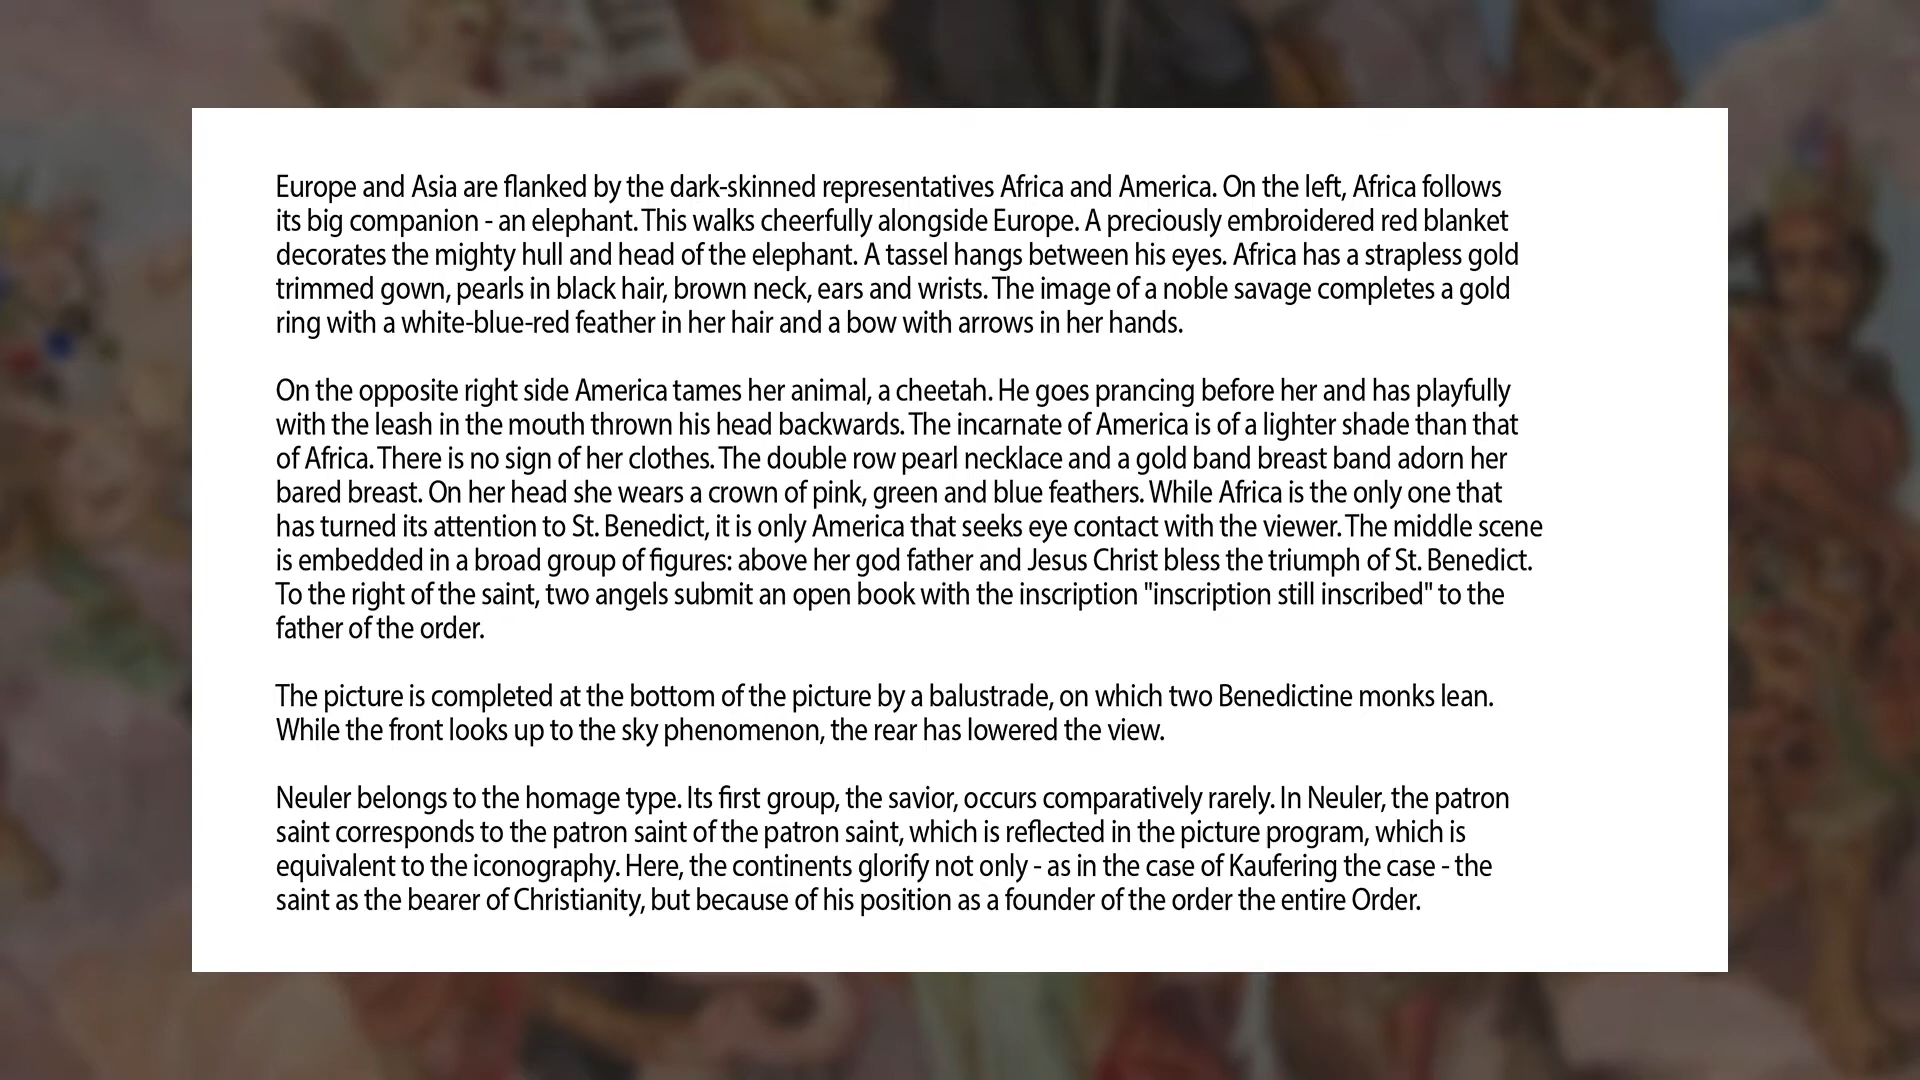 Europe and Asia are flanked by the dark-skinned representatives Africa and America. On the left, Africa follows
its big companion - an elephant. This walks cheerfully alongside Europe. A preciously embroidered red blanket
decorates the mighty hull and head of the elephant. A tassel hangs between his eyes. Africa has a strapless gold
trimmed gown, pearls in black hair, brown neck, ears and wrists. The image of a noble savage completes a gold
ring with a white-blue-red feather in her hair and a bow with arrows in her hands.
On the opposite right side America tames her animal, a cheetah. He goes prancing before her and has playfully
with the leash in the mouth thrown his head backwards. The incarnate of America is of a lighter shade than that
of Africa. There is no sign of her clothes. The double row pearl necklace and a gold band breast band adorn her
bared breast. On her head she wears a crown of pink, green and blue feathers. While Africa is the only one that
has turned its attention to St. Benedict, it is only America that seeks eye contact with the viewer. The middle scene
is embedded in a broad group of figures: above her god father and Jesus Christ bless the triumph of St. Benedict.
To the right of the saint, two angels submit an open book with the inscription "inscription still inscribed" to the
father of the order.
The picture is completed at the bottom of the picture by a balustrade, on which two Benedictine monks lean.
While the front looks up to the sky phenomenon, the rear has lowered the view.
Neuler belongs to the homage type. Its first group, the savior, occurs comparatively rarely. In Neuler, the patron
saint corresponds to the patron saint of the patron saint, which is reflected in the picture program, which is
equivalent to the iconography. Here, the continents glorify not only - as in the case of Kaufering the case - the
saint as the bearer of Christianity, but because of his position as a founder of the order the entire Order.